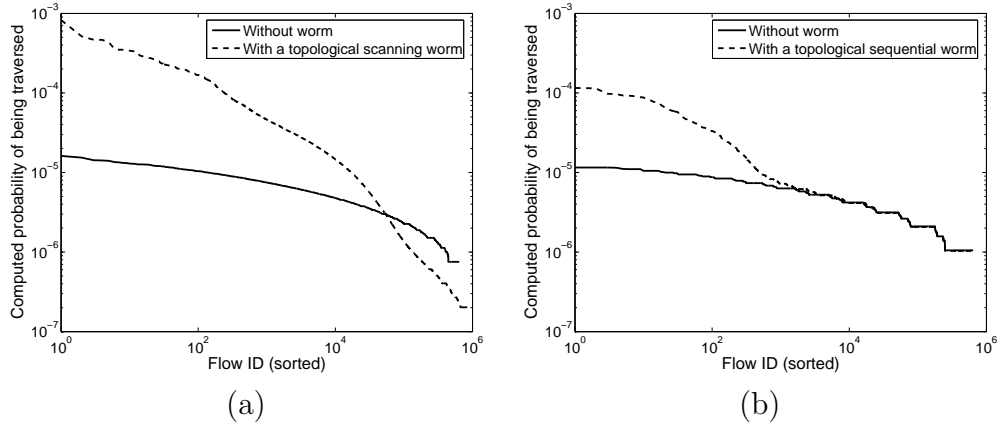 10^-3
10^-4
10^-5
10^-6
10^-7
10^0
10^2
10^4
10^6
Computed probability of being traversed
Flow ID (sorted)
Without worm
With a topological scanning worm
(a)
10^-3
10^-4
10^-5
10^-6
10^-7
10^0
10^2
10^4
10^6
Computed probability of being traversed
Flow ID (sorted)
Without worm
With a topological sequential worm
(b)